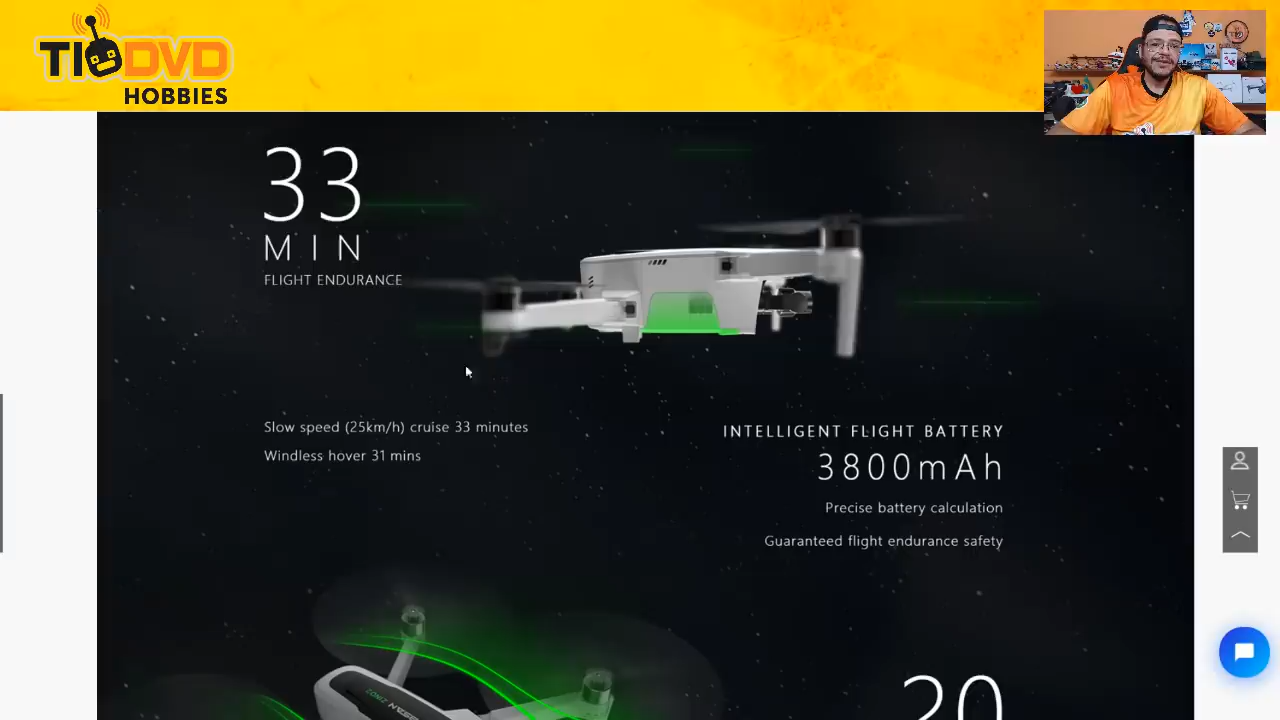 TIODVD
HOBBIES
33
MIN
FLIGHT ENDURANCE
Slow speed (25km/h) cruise 33 minutes
Windless hover 31 mins
INTELLIGENT FLIGHT BATTERY
3800mAh
Precise battery calculation
Guaranteed flight endurance safety
20